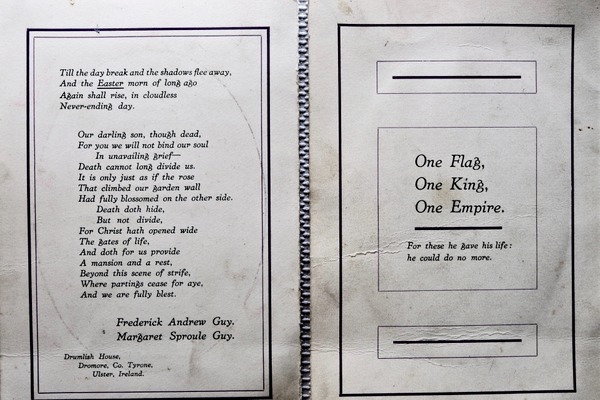 Till the day break and the shadows flee away,
And the Easter morn of long ago
Again shall rise, in cloudless
Never-ending day.
Our darling son, though dead,
For you we will not bind our soul
In unavailing grief—
Death cannot long divide us.
It is only just as if the rose
That climbed our garden wall
Had fully blossomed on the other side.
Death doth hide,
But not divide,
For Christ hath opened wide
The gates of life,
And doth for us provide
A mansion and a rest,
Beyond this scene of strife,
Where partings cease for aye,
And we are fully blest.
Frederick Andrew Guy.
Margaret Sproule Guy.
Drumlish House,
Dromore, Co. Tyrone,
Ulster, Ireland.
One Flag,
One King,
One Empire.
For these he gave his life:
he could do no more.